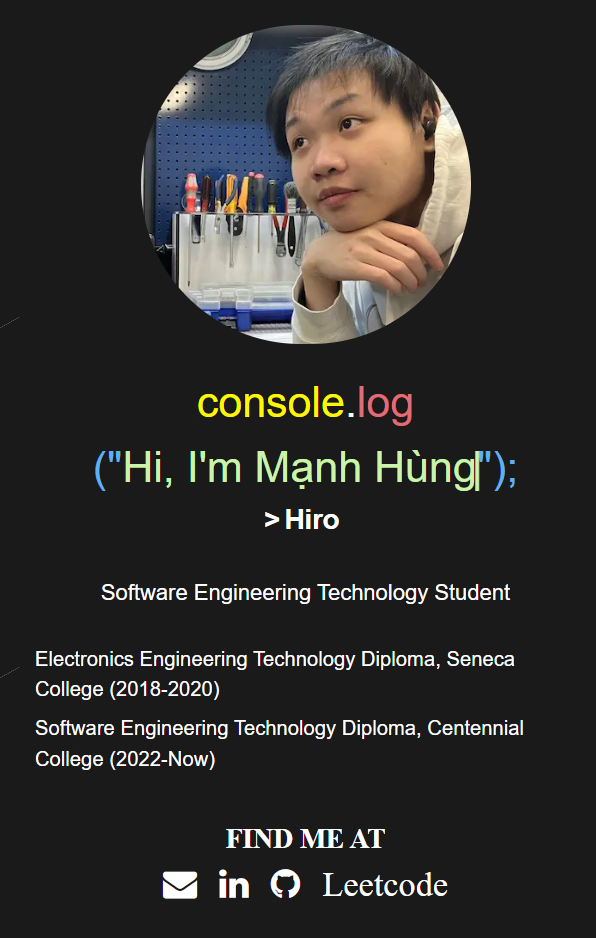 console.log
("Hi, I'm Mạnh Hùng|");
> Hiro
Software Engineering Technology Student
Electronics Engineering Technology Diploma, Seneca
College (2018-2020)
Software Engineering Technology Diploma, Centennial
College (2022-Now)
FIND ME AT
in Leetcode